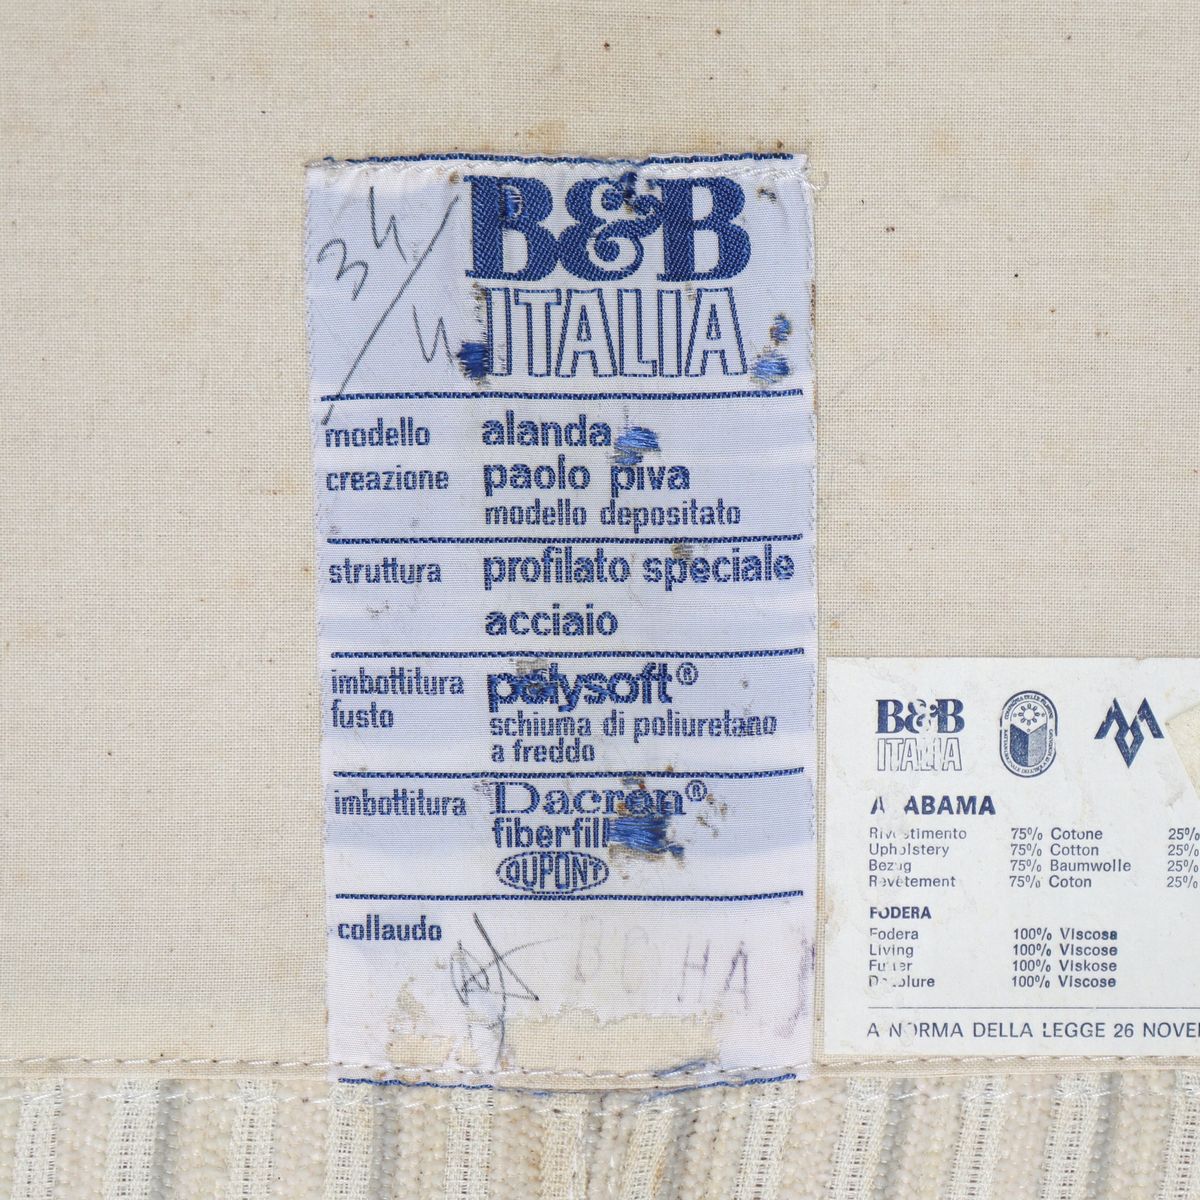 34/4
B&B
ITALIA
modello alanda
creazione paolo piva
modello depositato
struttura profilato speciale
acciaio
imbottitura fusto polysoft®
schiuma di poliuretano
a freddo
imbottitura Dacron®
fiberfill
DUPONT
collaudo
B&B
ITALIA
A ABAMA
Rivestimento 75% Cotone 25%
Upholstery 75% Cotton 25%
Bezug 75% Baumwolle 25%
Revêtement 75% Coton 25%
FODERA
Fodera 100% Viscosa
Living 100% Viscose
Futter 100% Viskose
100% Viscose
A NORMA DELLA LEGGE 26 NOVE